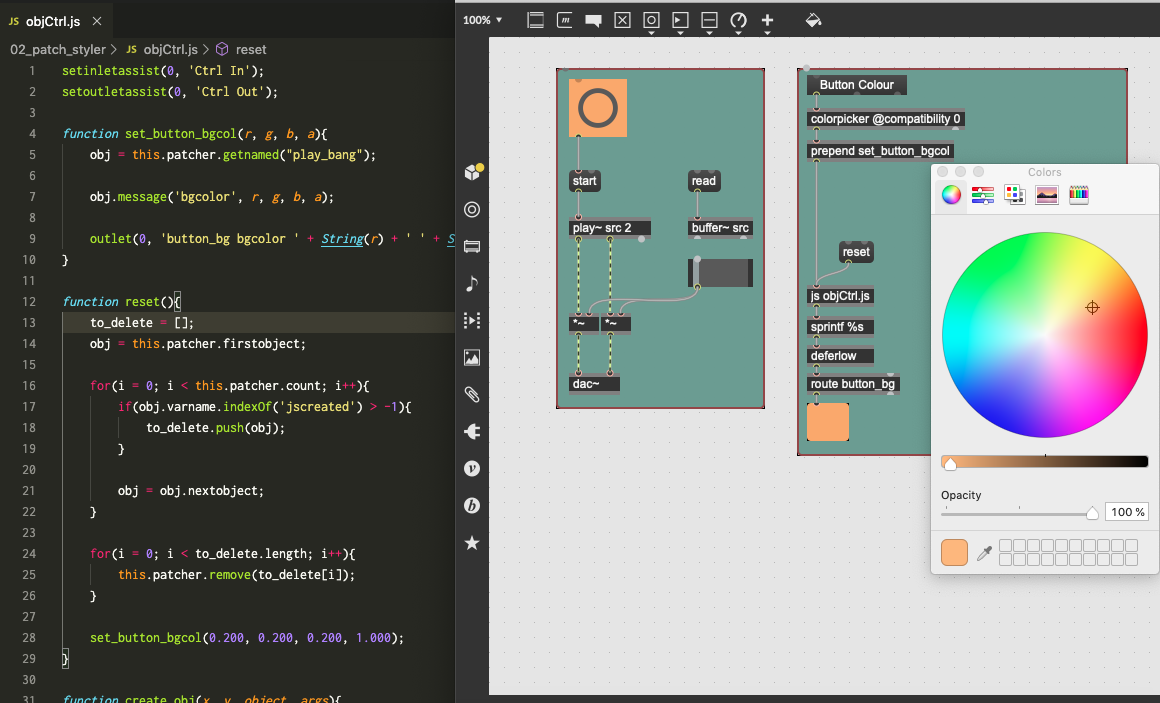 JS objCtrl.js ×
02_patch_styler > JS objCtrl.js > reset
1 setinletassist(0, 'Ctrl In');
2 setoutletassist(0, 'Ctrl Out');
3
4 function set_button_bgcol(r, g, b, a){
5 obj = this.patcher.getnamed("play_bang");
6
7 obj.message('bgcolor', r, g, b, a);
8
9 outlet(0, 'button_bg bgcolor ' + String(r) + ' ' + S
10 }
11
12 function reset(){
13 to_delete = [];
14 obj = this.patcher.firstobject;
15
16 for(i = 0; i < this.patcher.count; i++){
17 if(obj.varname.indexOf('jscreated') > -1){
18 to_delete.push(obj);
19 }
20
21 obj = obj.nextobject;
22 }
23
24 for(i = 0; i < to_delete.length; i++){
25 this.patcher.remove(to_delete[i]);
26 }
27
28 set_button_bgcol(0.200, 0.200, 0.200, 1.000);
29 }
30
31 function create_obj(x, y, object, args){
100% ▼
m
v
b
start
read
play~ src 2
buffer~ src
*~
*~
dac~
Button Colour
colorpicker @compatibility 0
prepend set_button_bgcol
reset
js objCtrl.js
sprintf %s
deferlow
route button_bg
Colors
Opacity
100 %